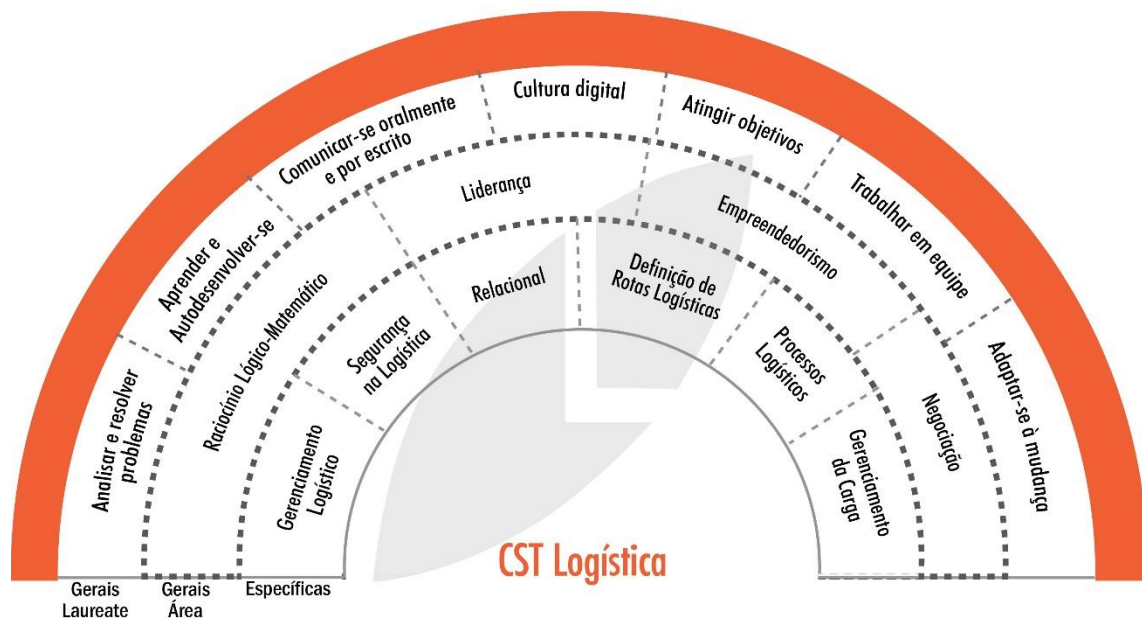 Analisar e resolver
problemas
Aprender e
Autodesenvolver-se
Comunicar-se oralmente
e por escrito
Cultura digital
Atingir objetivos
Trabalhar em equipe
Adaptar-se à mudança
Raciocínio Lógico-Matemático
Liderança
Empreendedorismo
Negociação
Gerenciamento
Logístico
Segurança
na Logística
Relacional
Definição de
Rotas Logísticas
Processos
Logísticos
Gerenciamento
da Carga
CST Logística
Gerais
Laureate
Gerais
Área
Específicas